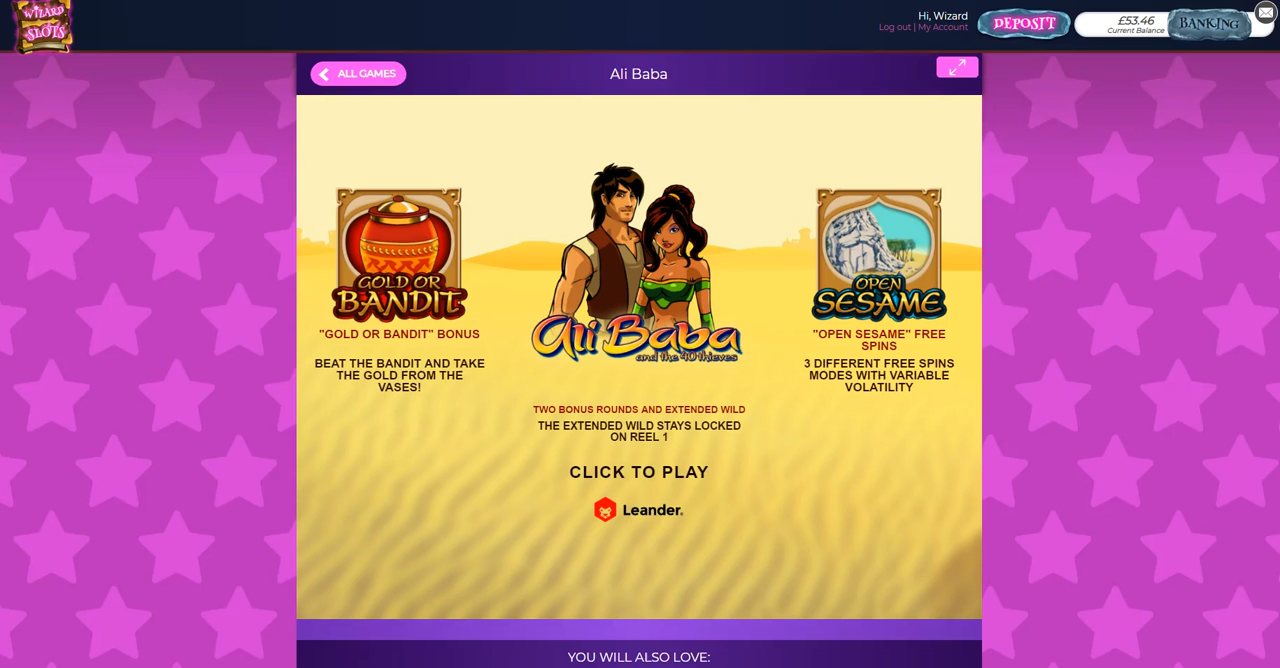 WIZARD
SLOTS
Hi, Wizard
Log out | My Account
DEPOSIT
£53.46
Current Balance
BANKING
ALL GAMES
Ali Baba
GOLD OR
BANDIT
"GOLD OR BANDIT" BONUS
BEAT THE BANDIT AND TAKE
THE GOLD FROM THE
VASES!
Ali Baba
and the 40 thieves
OPEN
SESAME
"OPEN SESAME" FREE
SPINS
3 DIFFERENT FREE SPINS
MODES WITH VARIABLE
VOLATILITY
TWO BONUS ROUNDS AND EXTENDED WILD
THE EXTENDED WILD STAYS LOCKED
ON REEL 1
CLICK TO PLAY
Leander
YOU WILL ALSO LOVE: